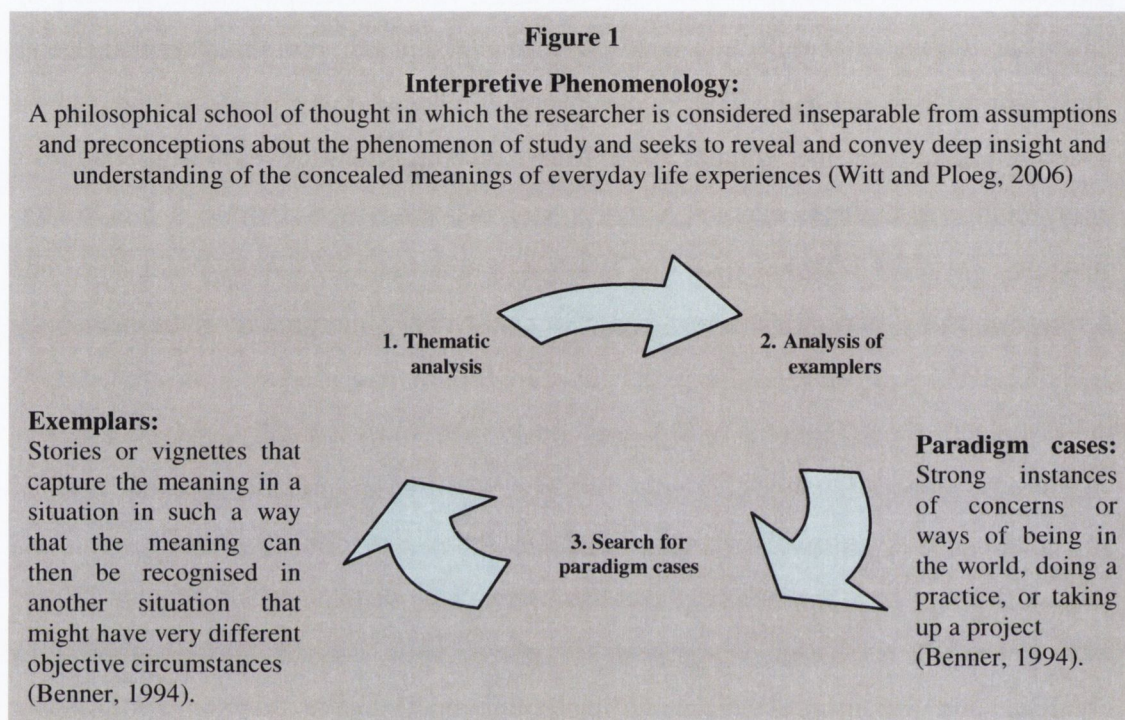 Figure 1
Interpretive Phenomenology:
A philosophical school of thought in which the researcher is considered inseparable from assumptions
and preconceptions about the phenomenon of study and seeks to reveal and convey deep insight and
understanding of the concealed meanings of everyday life experiences (Witt and Ploeg, 2006)
1. Thematic
analysis
2. Analysis of
examplers
Exemplars:
Stories or vignettes that
capture the meaning in a
situation in such a way
that the meaning can
then be recognised in
another situation that
might have very different
objective circumstances
(Benner, 1994).
3. Search for
paradigm cases
Paradigm cases:
Strong instances
of concerns or
ways of being in
the world, doing a
practice, or taking
up a project
(Benner, 1994).